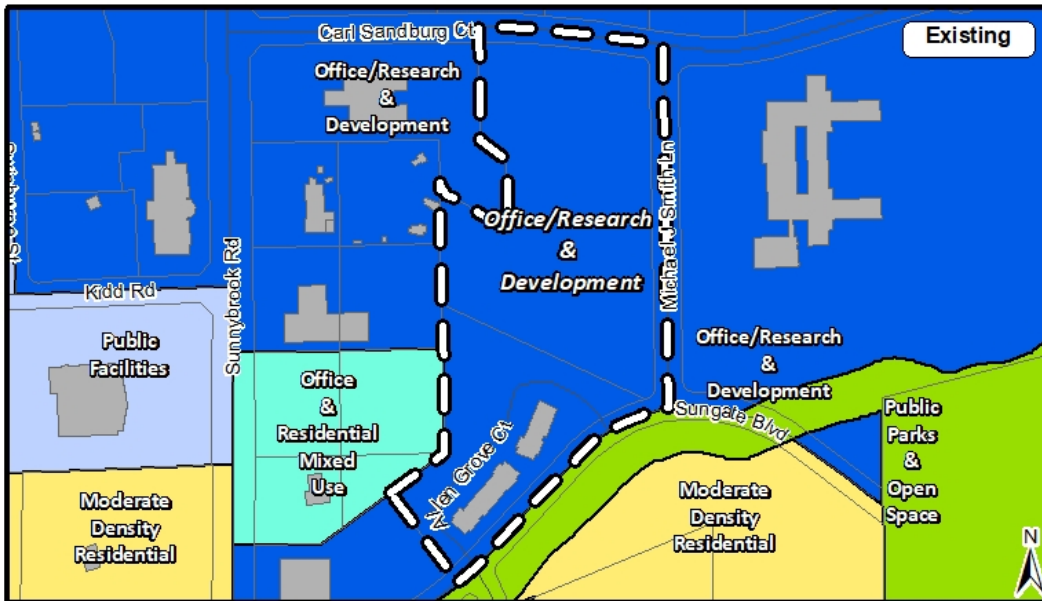 Carl Sandburg Ct
Existing
Office/Research
&
Development
Michael J Smith Ln
Office/Research
&
Development
Sunnybrook Rd
Kidd Rd
Public
Facilities
Office
&
Residential
Mixed
Use
Office/Research
&
Development
Sungate Blvd
Public
Parks
&
Open
Space
Moderate
Density
Residential
Grove Ct
Moderate
Density
Residential
N